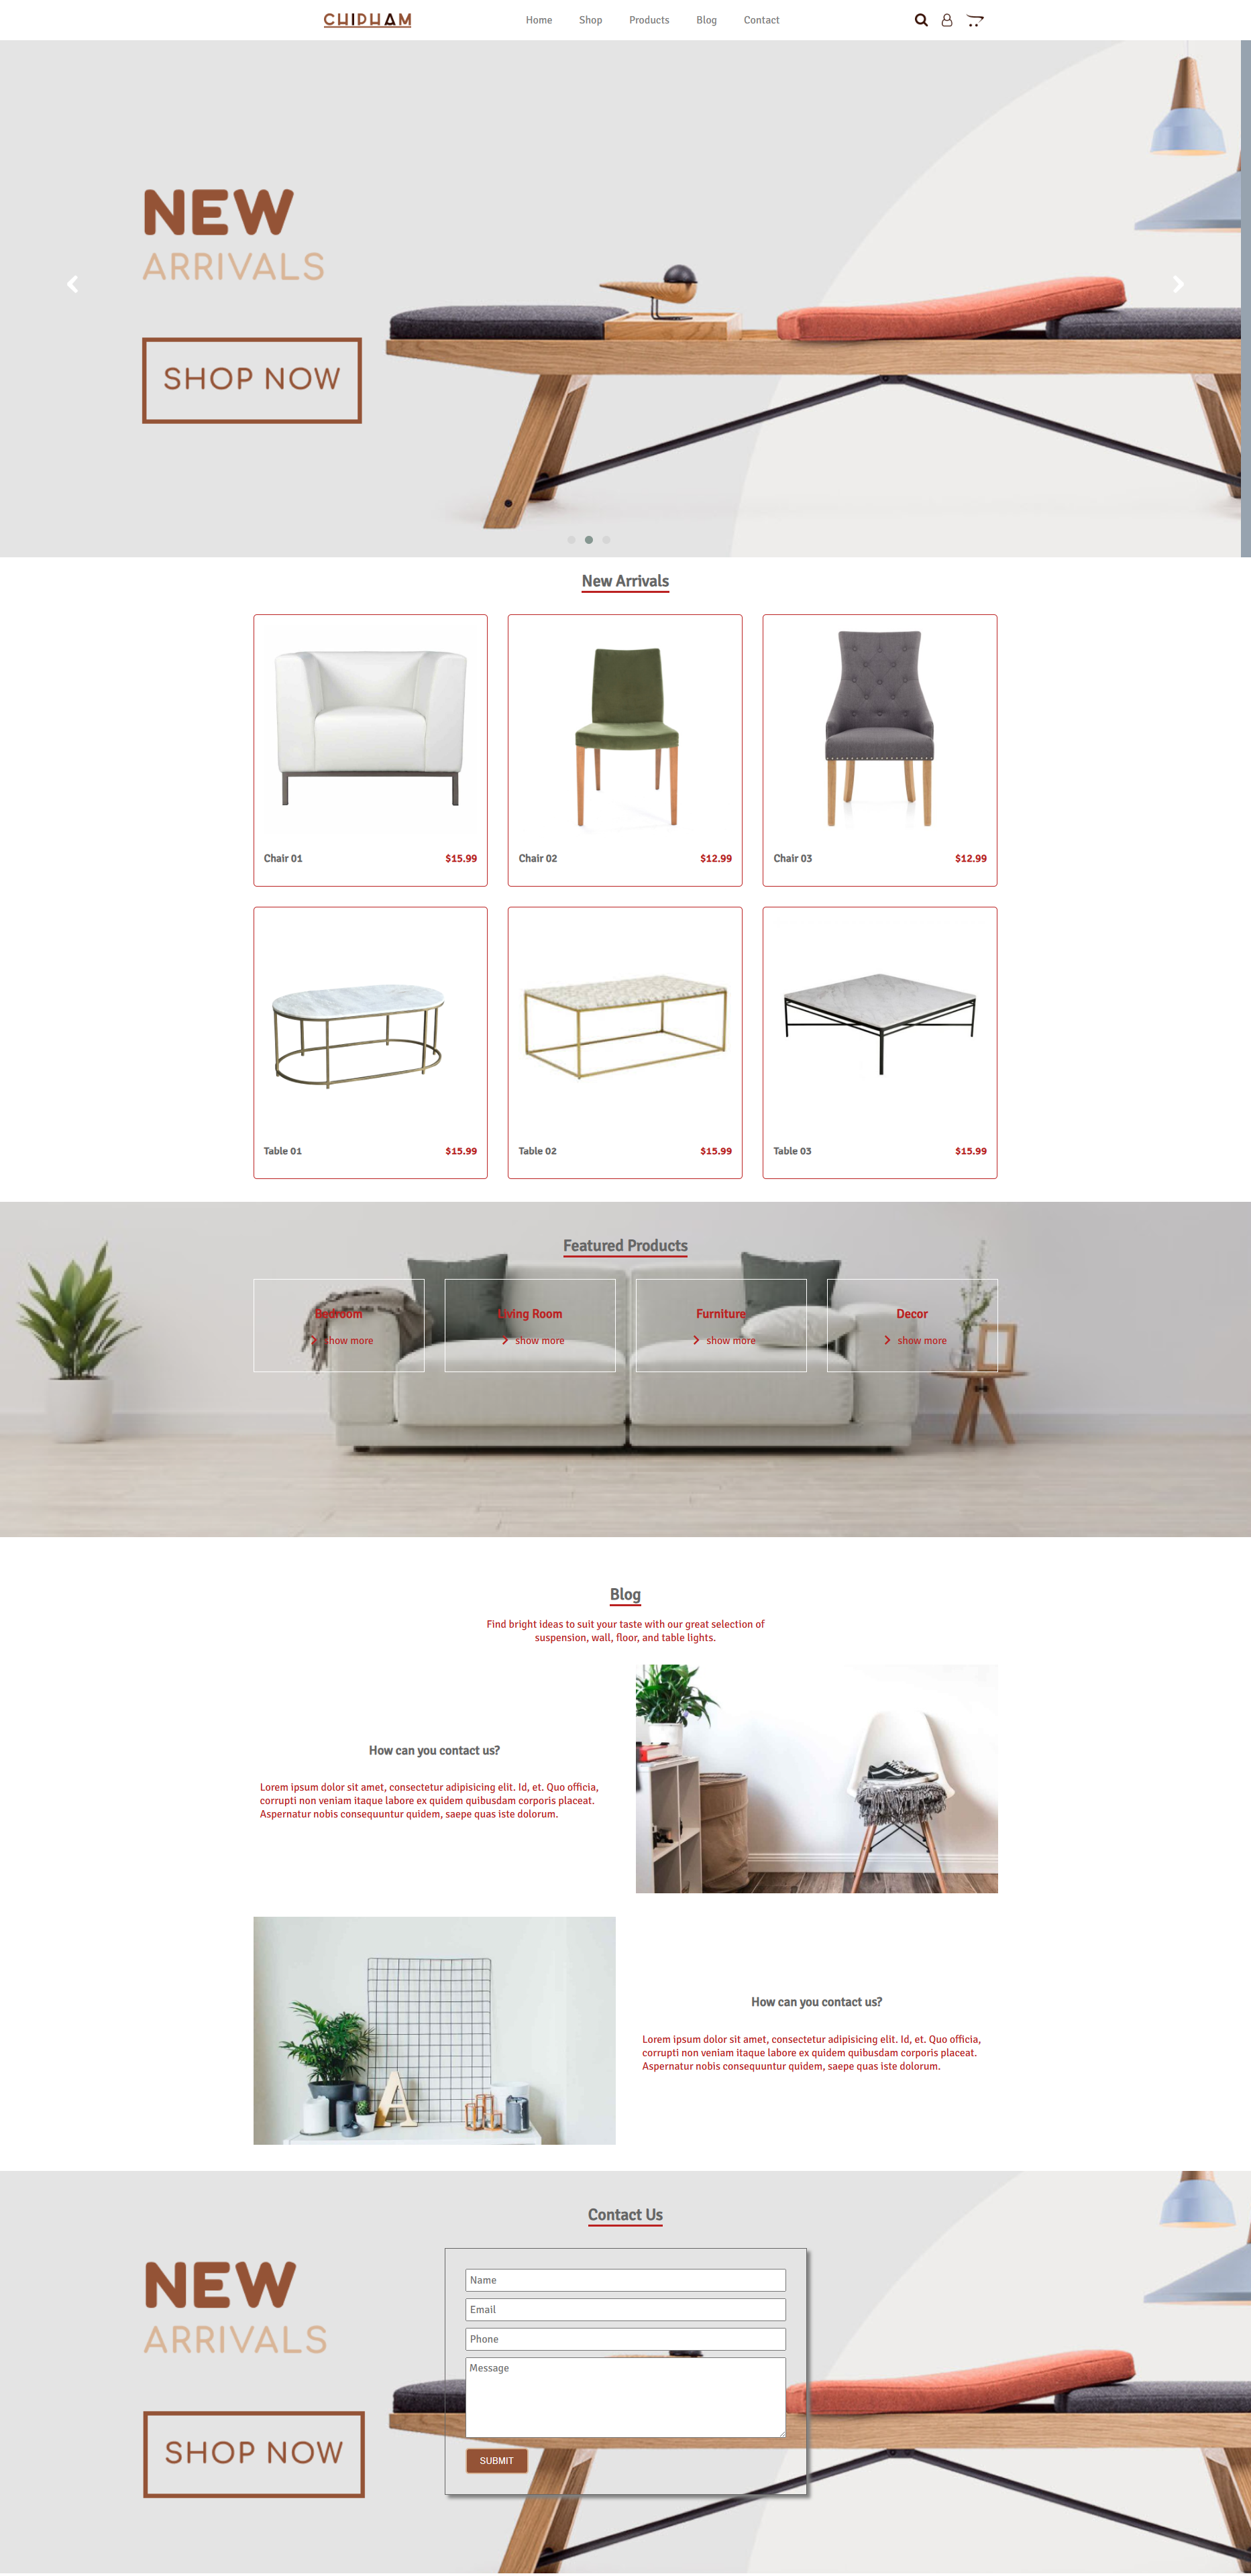 CHIPHAM
Home Shop Products Blog Contact
NEW
ARRIVALS
SHOP NOW
New Arrivals
Chair 01 $15.99
Chair 02 $12.99
Chair 03 $12.99
Table 01 $15.99
Table 02 $15.99
Table 03 $15.99
Featured Products
Bedroom
show more
Living Room
show more
Furniture
show more
Decor
show more
Blog
Find bright ideas to suit your taste with our great selection of
suspension, wall, floor, and table lights.
How can you contact us?
Lorem ipsum dolor sit amet, consectetur adipisicing elit. Id, et. Quo officia,
corrupti non veniam itaque labore ex quidem quibusdam corporis placeat.
Aspernatur nobis consequuntur quidem, saepe quas iste dolorum.
A
How can you contact us?
Lorem ipsum dolor sit amet, consectetur adipisicing elit. Id, et. Quo officia,
corrupti non veniam itaque labore ex quidem quibusdam corporis placeat.
Aspernatur nobis consequuntur quidem, saepe quas iste dolorum.
Contact Us
NEW
ARRIVALS
SHOP NOW
Name
Email
Phone
Message
SUBMIT